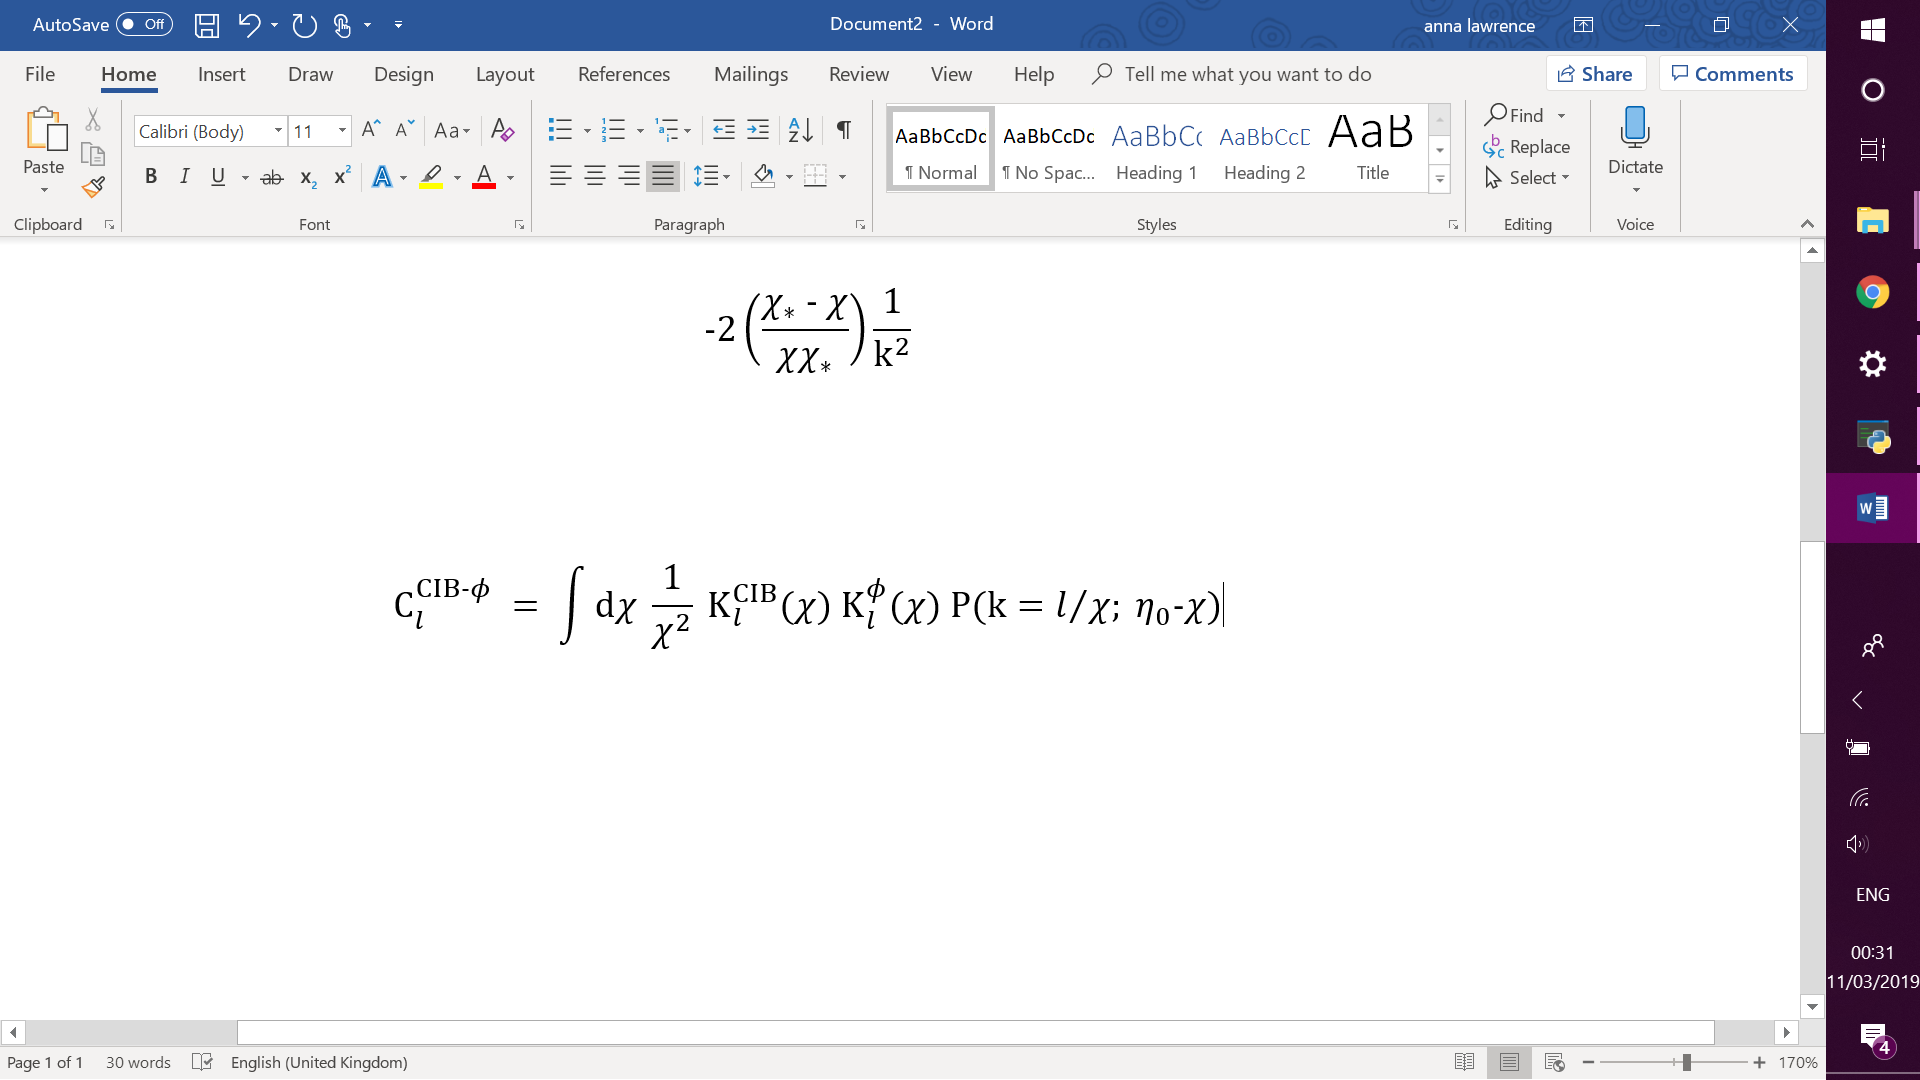 AutoSave Off Document2 - Word anna lawrence
File Home Insert Draw Design Layout References Mailings Review View Help Tell me what you want to do Share Comments
Paste
Clipboard
Calibri (Body) 11 A A Aa A
B I U ab x₂ x² A A
Font
A Z ¶
Paragraph
AaBbCcDc AaBbCcDc AaBbCc AaBbCcD AaB
¶ Normal ¶ No Spac... Heading 1 Heading 2 Title
Styles
Find
Replace
Select
Editing
Dictate
Voice
-2 ((χ∗ - χ)/(χχ∗)) 1/k²
C_l^CIB-ϕ = ∫ dχ 1/χ² K_l^CIB(χ) K_l^ϕ(χ) P(k = l/χ; η₀-χ)
ENG
00:31
11/03/2019
4
Page 1 of 1 30 words English (United Kingdom) 170%